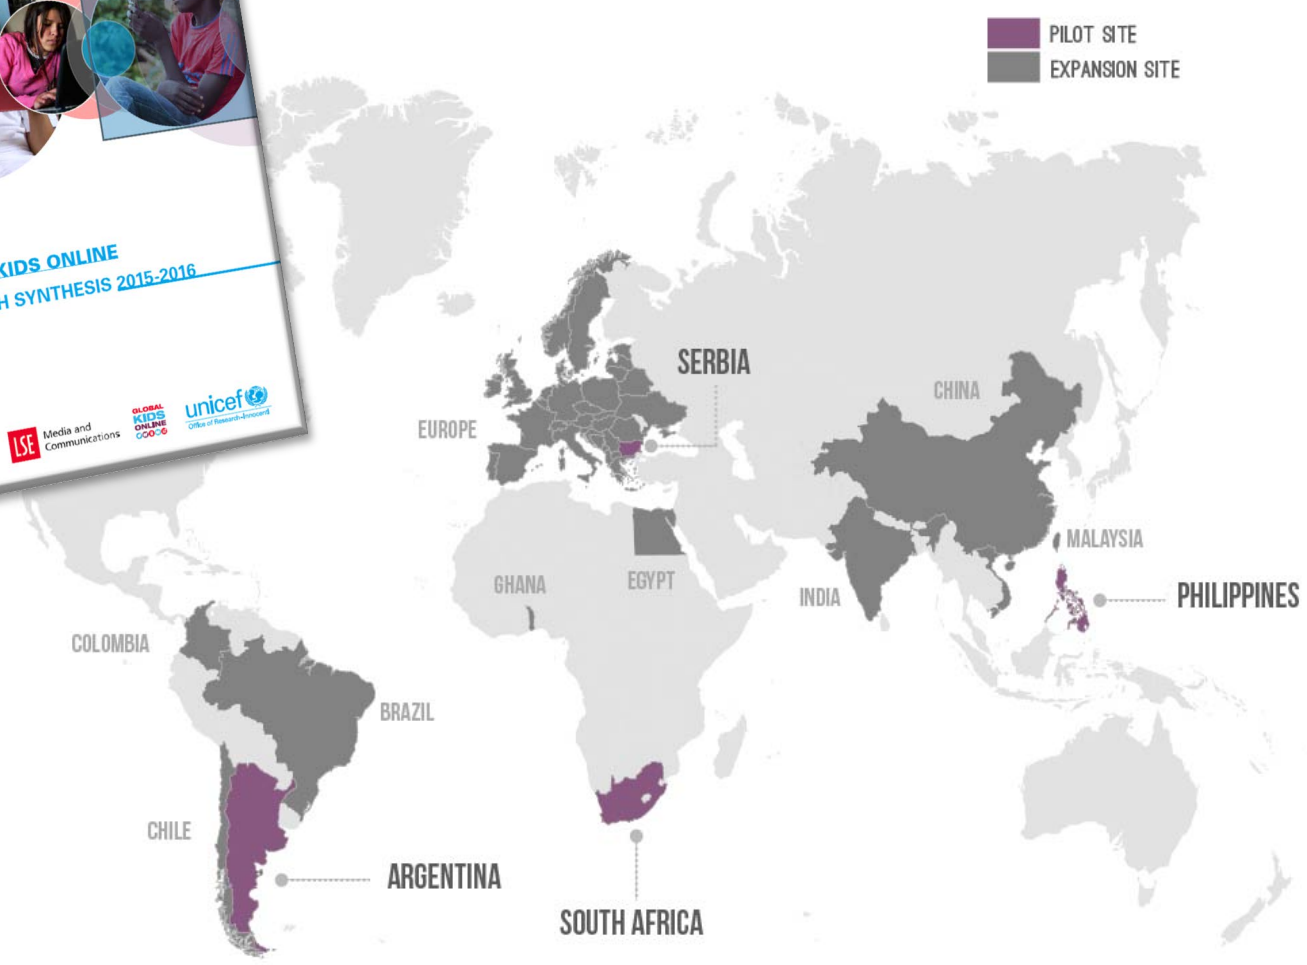 PILOT SITE
EXPANSION SITE
KIDS ONLINE
H SYNTHESIS 2015-2016
LSE Media and
Communications
GLOBAL
KIDS
ONLINE
unicef
Office of Research-Innocenti
SERBIA
CHINA
EUROPE
MALAYSIA
GHANA
EGYPT
INDIA
PHILIPPINES
COLOMBIA
BRAZIL
CHILE
ARGENTINA
SOUTH AFRICA